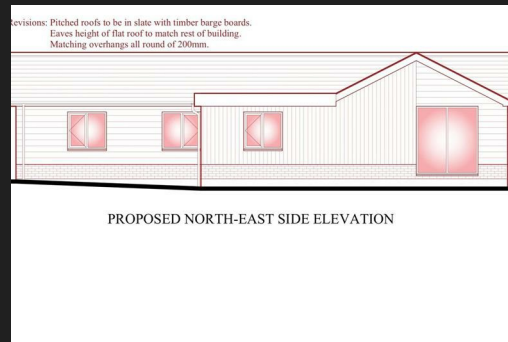 Revisions: Pitched roofs to be in slate with timber barge boards.
Eaves height of flat roof to match rest of building.
Matching overhangs all round of 200mm.
PROPOSED NORTH-EAST SIDE ELEVATION